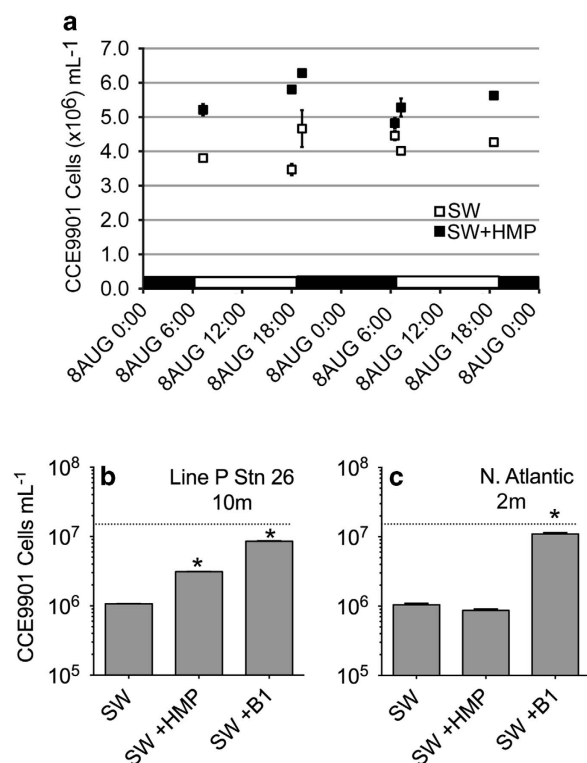 a
CCE9901 Cells (x10⁶) mL-1
7.0
6.0
5.0
4.0
3.0
2.0
1.0
0.0
SW
SW+HMP
8AUG 0:00
8AUG 6:00
8AUG 12:00
8AUG 18:00
8AUG 0:00
8AUG 6:00
8AUG 12:00
8AUG 18:00
8AUG 0:00
b
Line P Stn 26
10m
CCE9901 Cells mL⁻¹
10⁸
10⁷
10⁶
10⁵
*
*
SW
SW +HMP
SW +B1
c
N. Atlantic
2m
10⁸
10⁷
10⁶
10⁵
*
SW
SW +HMP
SW +B1